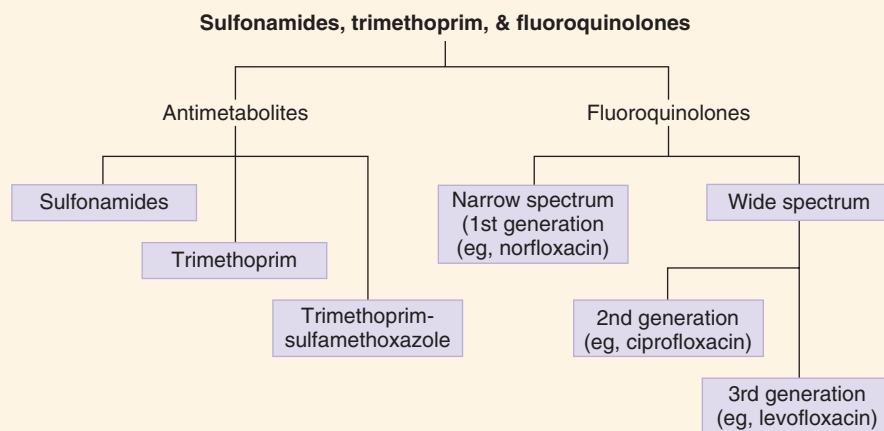 Sulfonamides, trimethoprim, & fluoroquinolones
Antimetabolites
Fluoroquinolones
Sulfonamides
Trimethoprim
Trimethoprim-
sulfamethoxazole
Narrow spectrum
(1st generation
(eg, norfloxacin)
Wide spectrum
2nd generation
(eg, ciprofloxacin)
3rd generation
(eg, levofloxacin)